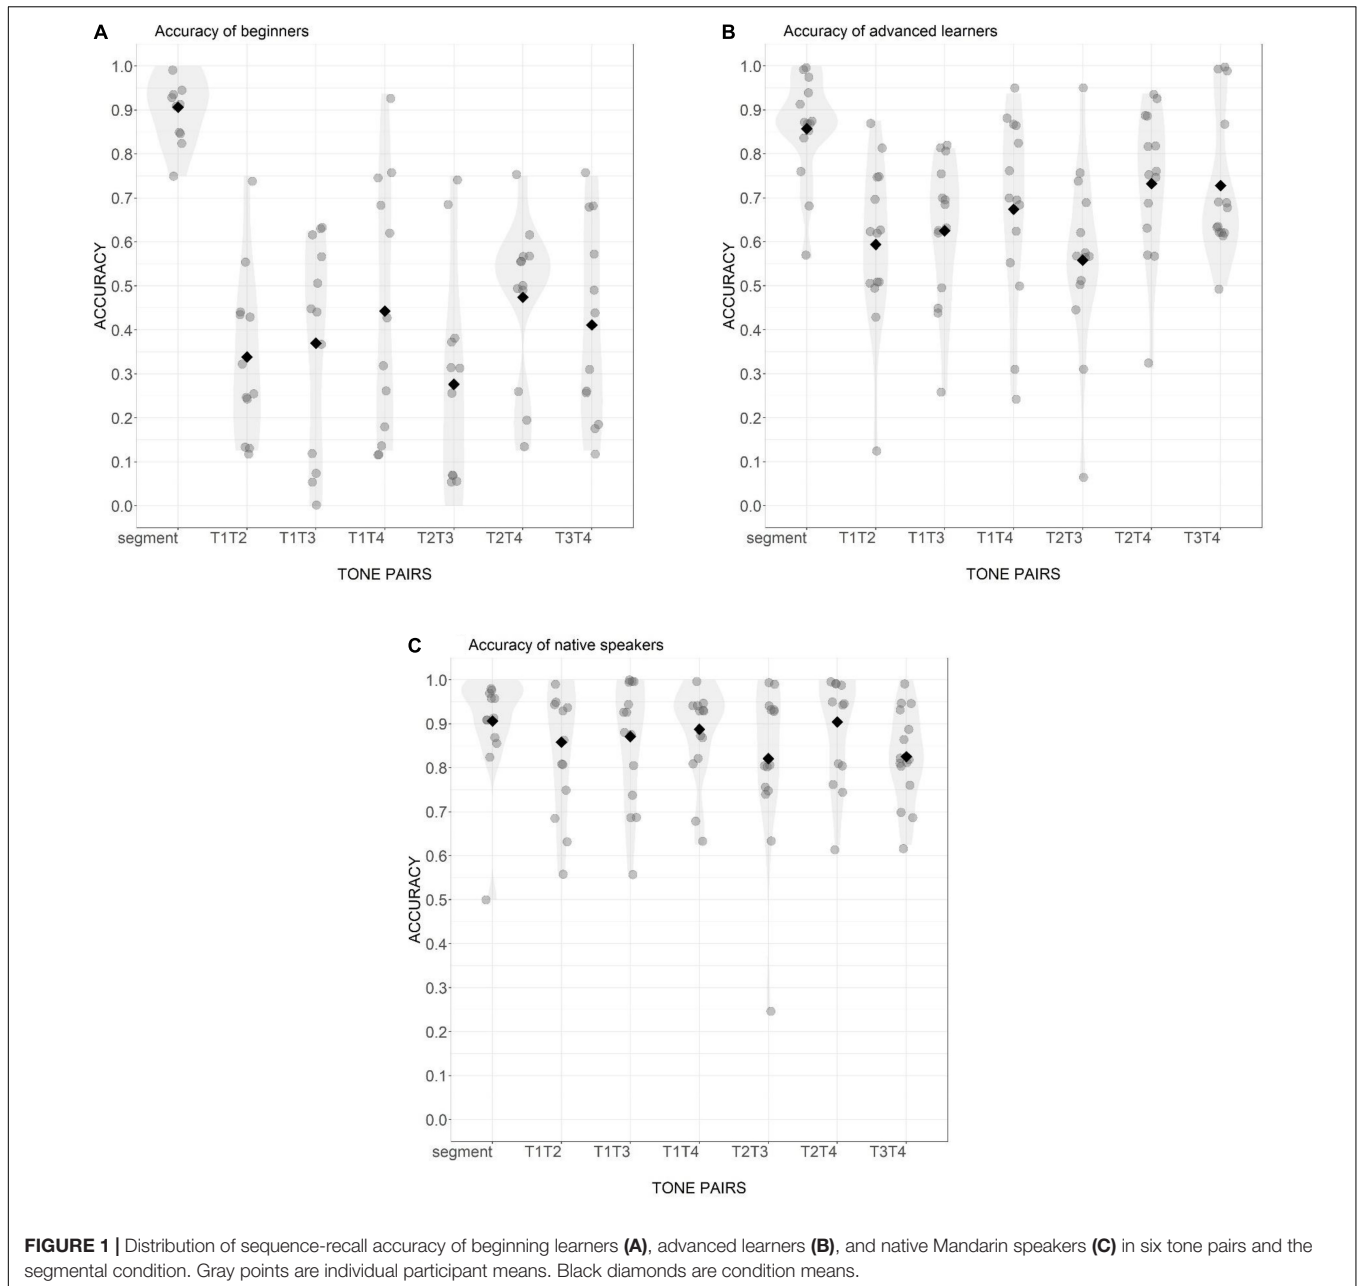 A Accuracy of beginners
1.0
0.9
0.8
0.7
0.6
0.5
0.4
0.3
0.2
0.1
0.0
ACCURACY
segment T1T2 T1T3 T1T4 T2T3 T2T4 T3T4
TONE PAIRS
B Accuracy of advanced learners
1.0
0.9
0.8
0.7
0.6
0.5
0.4
0.3
0.2
0.1
0.0
ACCURACY
segment T1T2 T1T3 T1T4 T2T3 T2T4 T3T4
TONE PAIRS
C Accuracy of native speakers
1.0
0.9
0.8
0.7
0.6
0.5
0.4
0.3
0.2
0.1
0.0
ACCURACY
segment T1T2 T1T3 T1T4 T2T3 T2T4 T3T4
TONE PAIRS
FIGURE 1 | Distribution of sequence-recall accuracy of beginning learners (A), advanced learners (B), and native Mandarin speakers (C) in six tone pairs and the
segmental condition. Gray points are individual participant means. Black diamonds are condition means.